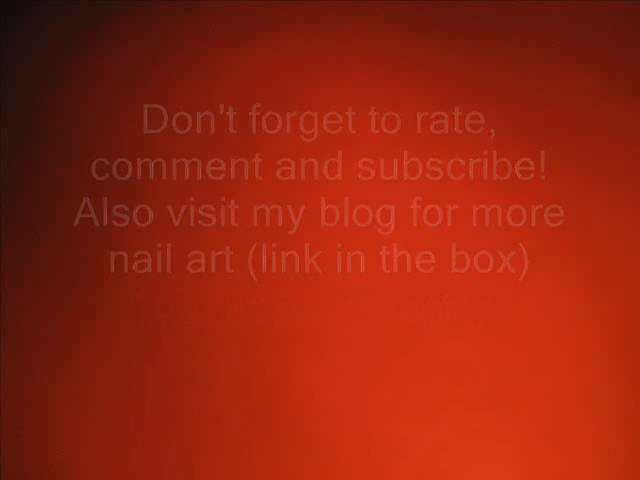 Don't forget to rate,
comment and subscribe!
Also visit my blog for more
nail art (link in the box)